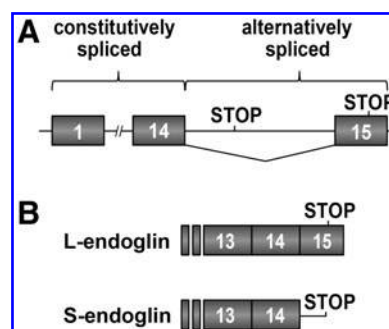 A
constitutively alternatively
spliced spliced
STOP
STOP
1 14 15
B
STOP
L-endoglin 13 14 15
STOP
S-endoglin 13 14